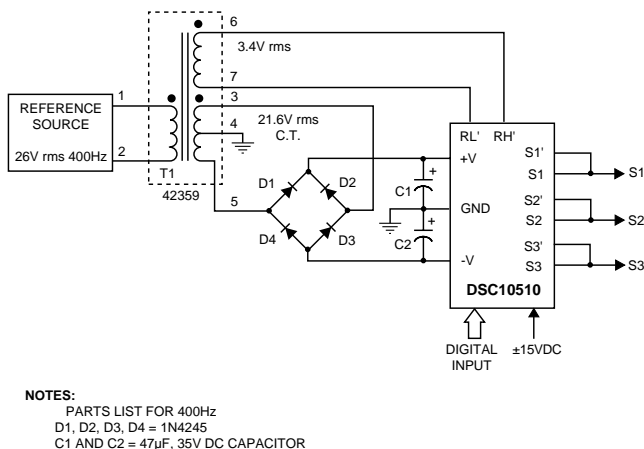 6
3.4V rms
7
1
3
REFERENCE
SOURCE
21.6V rms
C.T.
4
RL' RH'
26V rms 400Hz
2
T1
42359
5
D1
D2
D4
D3
+
C1
+
C2
+V
GND
-V
S1'
S1
S1
S2'
S2
S2
S3'
S3
S3
DSC10510
DIGITAL
INPUT
±15VDC
NOTES:
PARTS LIST FOR 400Hz
D1, D2, D3, D4 = 1N4245
C1 AND C2 = 47µF, 35V DC CAPACITOR